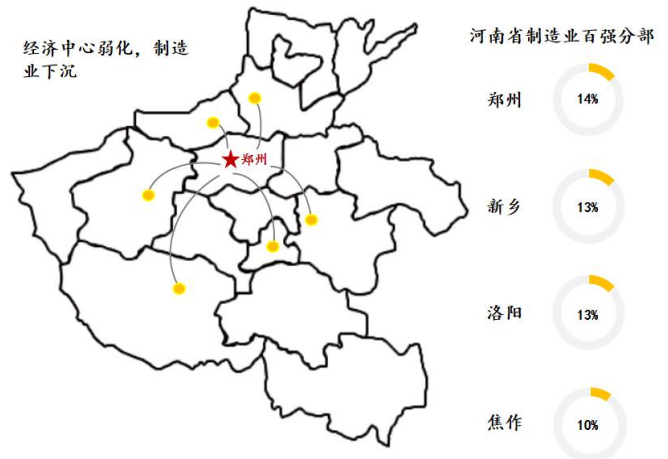 经济中心弱化，制造
业下沉
河南省制造业百强分部
郑州
14%
郑州
新乡
13%
洛阳
13%
焦作
10%